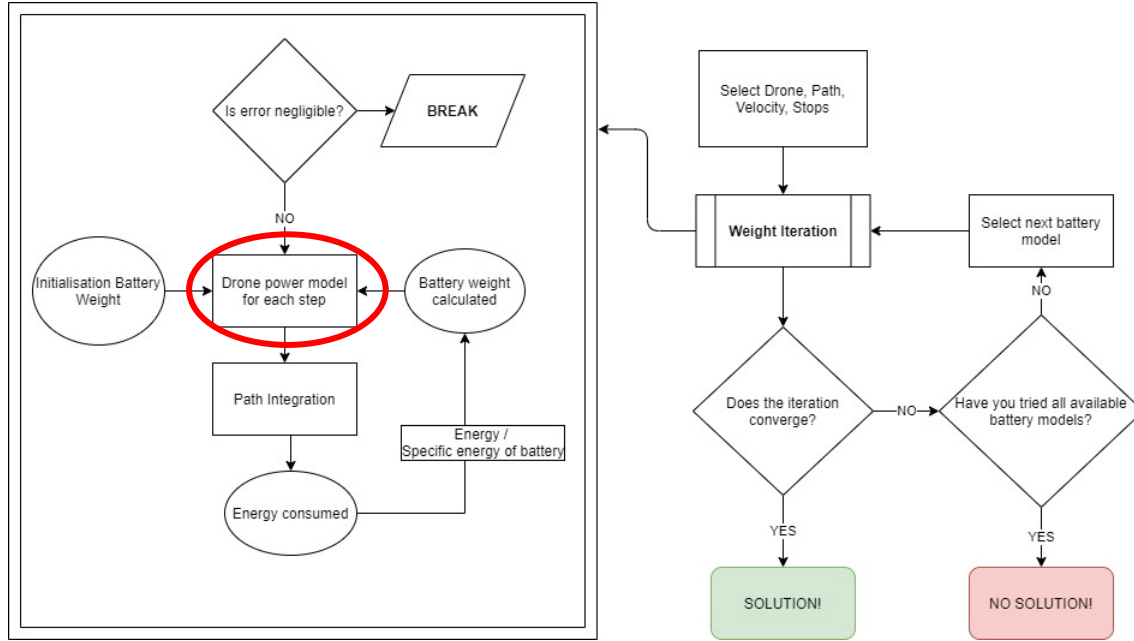 Is error negligible?
BREAK
NO
Initialisation Battery
Weight
Drone power model
for each step
Battery weight
calculated
Path Integration
Energy /
Specific energy of battery
Energy consumed
Select Drone, Path,
Velocity, Stops
Weight Iteration
Select next battery
model
NO
Does the iteration
converge?
NO
Have you tried all available
battery models?
YES
YES
SOLUTION!
NO SOLUTION!